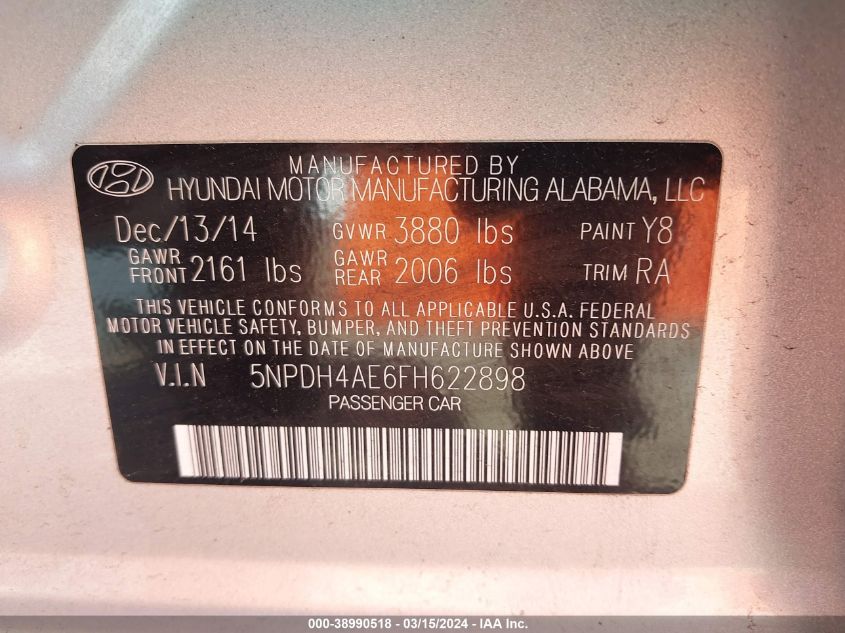 MANUFACTURED BY
HYUNDAI MOTOR MANUFACTURING ALABAMA, LLC
Dec/13/14 GVWR 3880 lbs PAINT Y8
GAWR FRONT 2161 lbs GAWR REAR 2006 lbs TRIM RA
THIS VEHICLE CONFORMS TO ALL APPLICABLE U.S.A. FEDERAL
MOTOR VEHICLE SAFETY, BUMPER, AND THEFT PREVENTION STANDARDS
IN EFFECT ON THE DATE OF MANUFACTURE SHOWN ABOVE
V.I.N 5NPDH4AE6FH622898
PASSENGER CAR
000-38990518 - 03/15/2024 - IAA Inc.